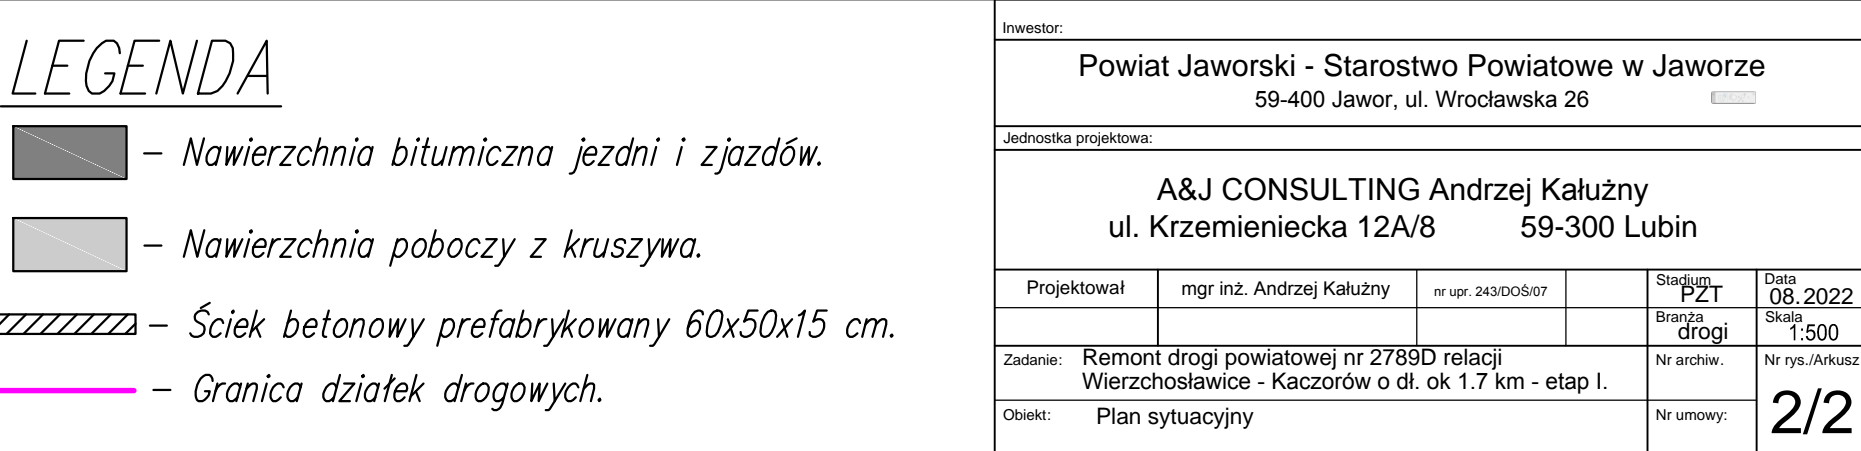 LEGENDA
– Nawierzchnia bitumiczna jezdni i zjazdów.
– Nawierzchnia poboczy z kruszywa.
– Ściek betonowy prefabrykowany 60x50x15 cm.
– Granica działek drogowych.
Inwestor:
Powiat Jaworski - Starostwo Powiatowe w Jaworze
59-400 Jawor, ul. Wrocławska 26
Jednostka projektowa:
A&J CONSULTING Andrzej Kałużny
ul. Krzemieniecka 12A/8 59-300 Lubin
Projektował mgr inż. Andrzej Kałużny nr upr. 243/DOŚ/07
Stadium
PZT
Data
08.2022
Branża
drogi
Skala
1:500
Zadanie: Remont drogi powiatowej nr 2789D relacji
Wierzchosławice - Kaczorów o dł. ok 1.7 km - etap I.
Nr archiw.
Nr rys./Arkusz
2/2
Obiekt: Plan sytuacyjny
Nr umowy: